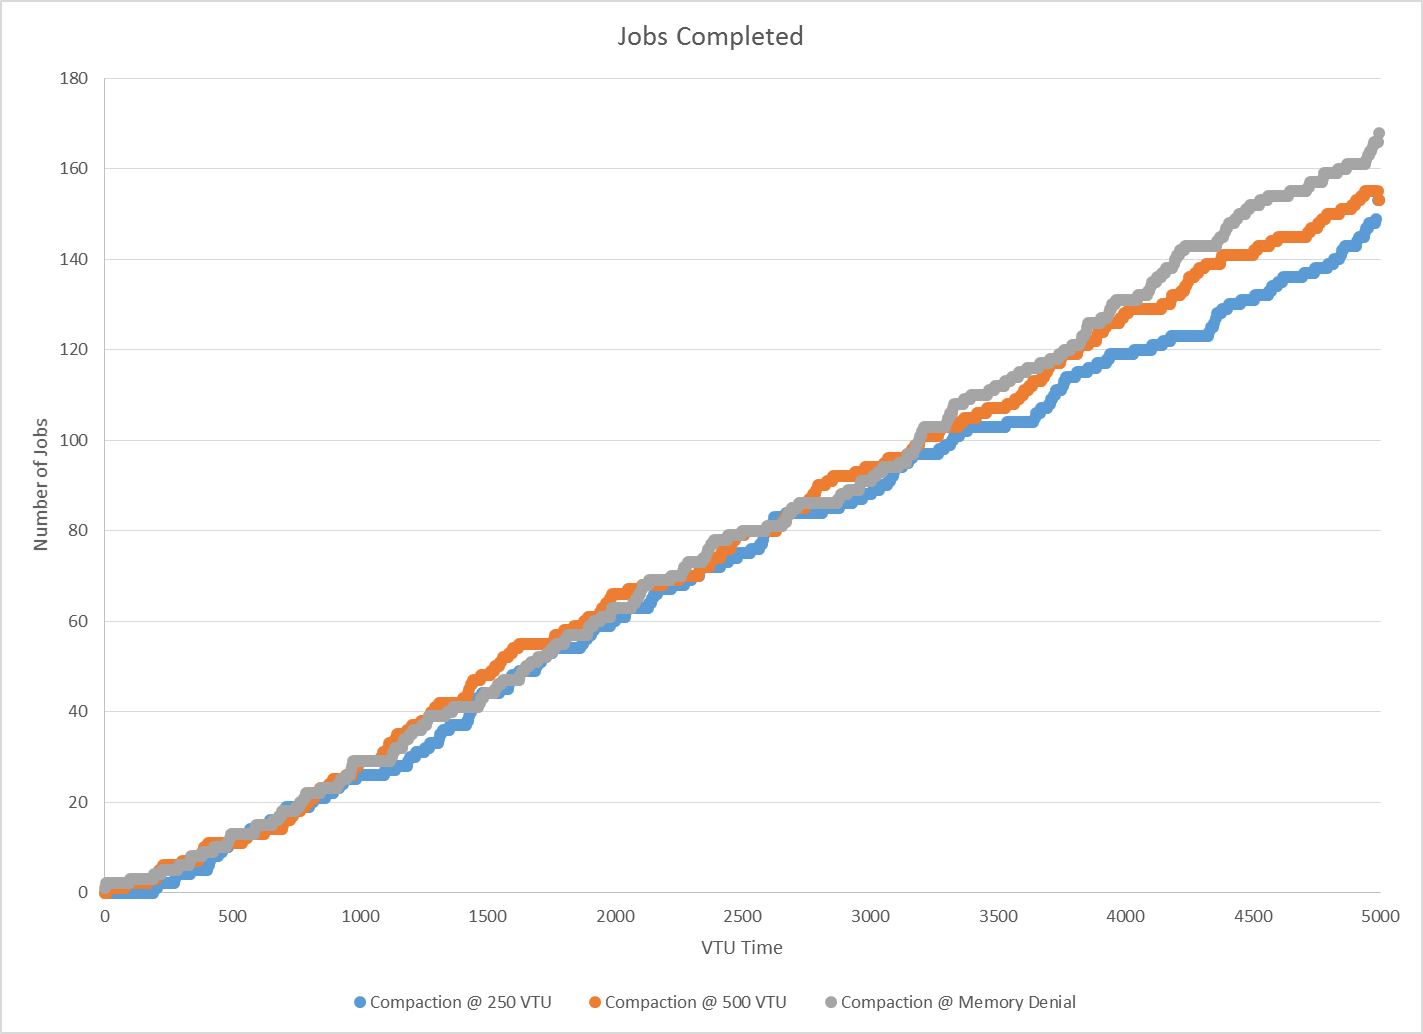 Jobs Completed
180
160
140
120
100
80
60
40
20
0
Number of Jobs
0 500 1000 1500 2000 2500 3000 3500 4000 4500 5000
VTU Time
Compaction @ 250 VTU Compaction @ 500 VTU Compaction @ Memory Denial